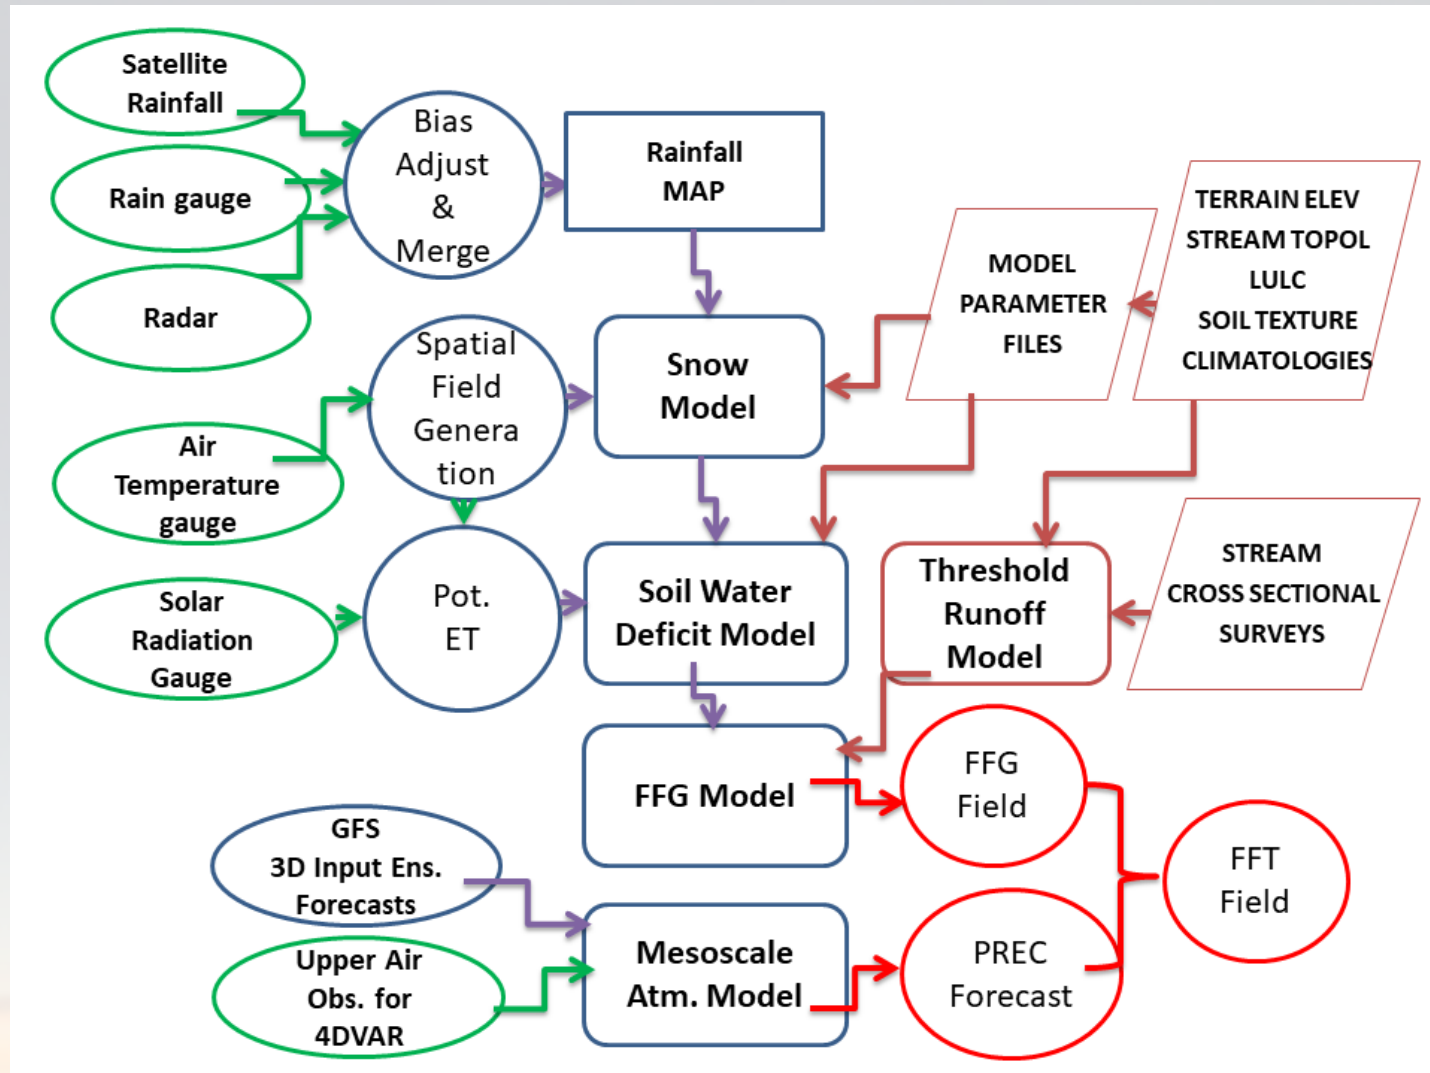 Satellite
Rainfall
Rain gauge
Radar
Bias
Adjust
&
Merge
Rainfall
MAP
MODEL
PARAMETER
FILES
TERRAIN ELEV
STREAM TOPOL
LULC
SOIL TEXTURE
CLIMATOLOGIES
Air
Temperature
gauge
Spatial
Field
Genera
tion
Snow
Model
Solar
Radiation
Gauge
Pot.
ET
Soil Water
Deficit Model
Threshold
Runoff
Model
STREAM
CROSS SECTIONAL
SURVEYS
FFG Model
FFG
Field
GFS
3D Input Ens.
Forecasts
Upper Air
Obs. for
4DVAR
Mesoscale
Atm. Model
PREC
Forecast
FFT
Field